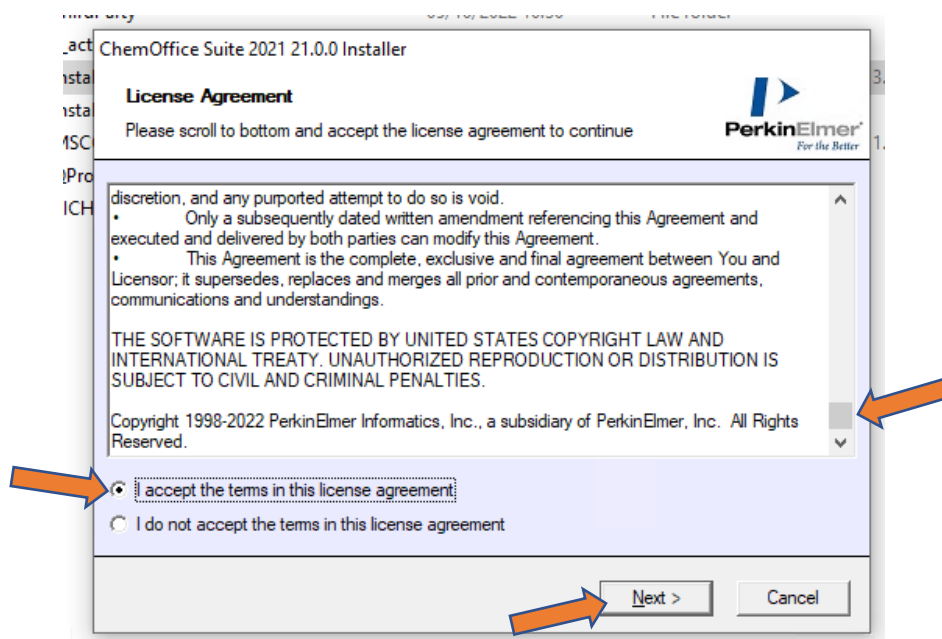 ChemOffice Suite 2021 21.0.0 Installer
License Agreement
Please scroll to bottom and accept the license agreement to continue
PerkinElmer
For the Better
discretion, and any purported attempt to do so is void.
• Only a subsequently dated written amendment referencing this Agreement and
executed and delivered by both parties can modify this Agreement.
• This Agreement is the complete, exclusive and final agreement between You and
Licensor; it supersedes, replaces and merges all prior and contemporaneous agreements,
communications and understandings.
THE SOFTWARE IS PROTECTED BY UNITED STATES COPYRIGHT LAW AND
INTERNATIONAL TREATY. UNAUTHORIZED REPRODUCTION OR DISTRIBUTION IS
SUBJECT TO CIVIL AND CRIMINAL PENALTIES.
Copyright 1998-2022 PerkinElmer Informatics, Inc., a subsidiary of PerkinElmer, Inc. All Rights
Reserved.
I accept the terms in this license agreement
I do not accept the terms in this license agreement
Next >
Cancel